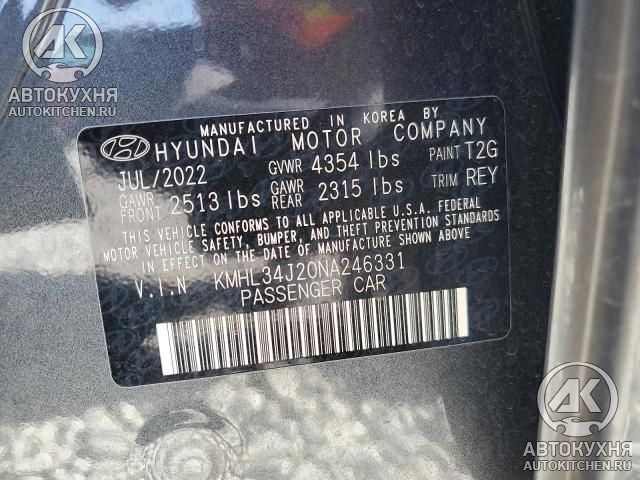 АВТОКУХНЯ
AUTOKITCHEN.RU
MANUFACTURED IN KOREA BY
HYUNDAI MOTOR COMPANY
JUL/2022 GVWR 4354 lbs PAINT T2G
GAWR FRONT 2513 lbs GAWR REAR 2315 lbs TRIM REY
THIS VEHICLE CONFORMS TO ALL APPLICABLE U.S.A. FEDERAL
MOTOR VEHICLE SAFETY, BUMPER, AND THEFT PREVENTION STANDARDS
IN EFFECT ON THE DATE OF MANUFACTURE SHOWN ABOVE
V.I.N KMHL34J20NA246331
PASSENGER CAR
АВТОКУХНЯ
AUTOKITCHEN.RU
АВТОКУХНЯ
AUTOKITCHEN.RU